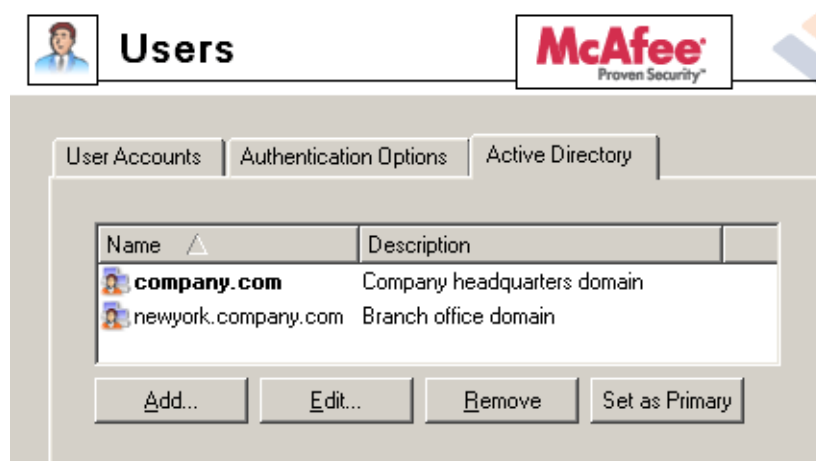 Users
McAfee
Proven Security™
User Accounts Authentication Options Active Directory
Name Description
company.com Company headquarters domain
newyork.company.com Branch office domain
Add... Edit... Remove Set as Primary